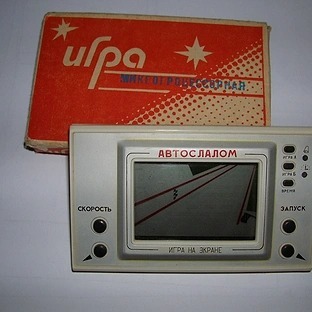 игра
МИКРОПРОЦЕССОРНАЯ
АВТОСЛАЛОМ
ИГРА А
ИГРА Б
ВРЕМЯ
СКОРОСТЬ
ЗАПУСК
ИГРА НА ЭКРАНЕ